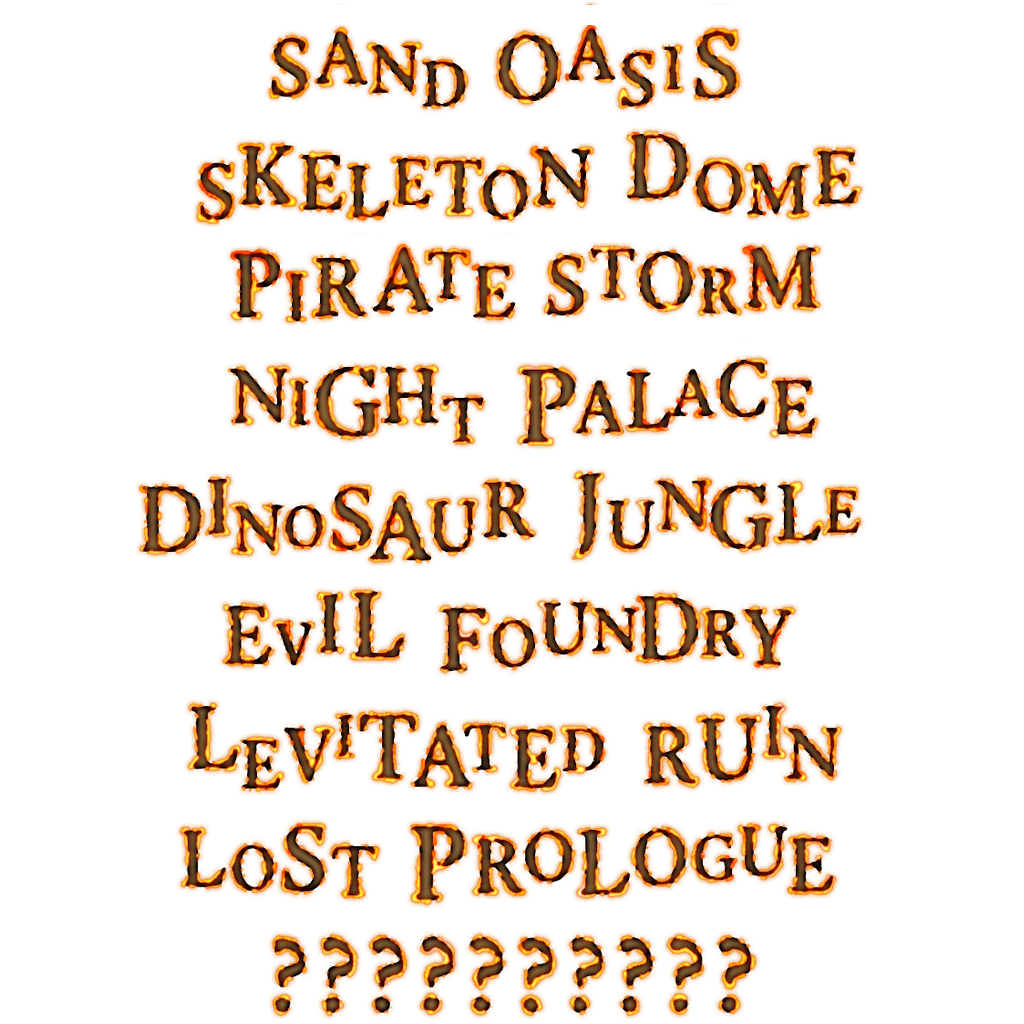 Sand Oasis
Skeleton Dome
Pirate Storm
Night Palace
Dinosaur Jungle
Evil Foundry
Levitated Ruin
Lost Prologue
??????????